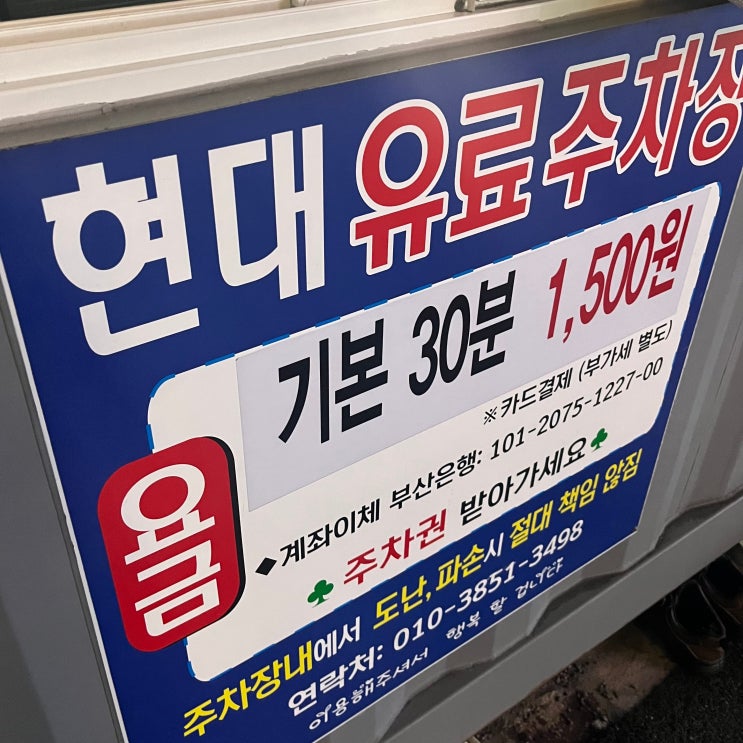 현대 유료주차장
요금
기본 30분 1,500원
※카드결제 (부가세 별도)
◆계좌이체 부산은행: 101-2075-1227-00
♣ 주차권 받아가세요 ♣
주차장내에서 도난, 파손시 절대 책임 않짐
연락처: 010-3851-3498
이용해주셔서 행복 합니다